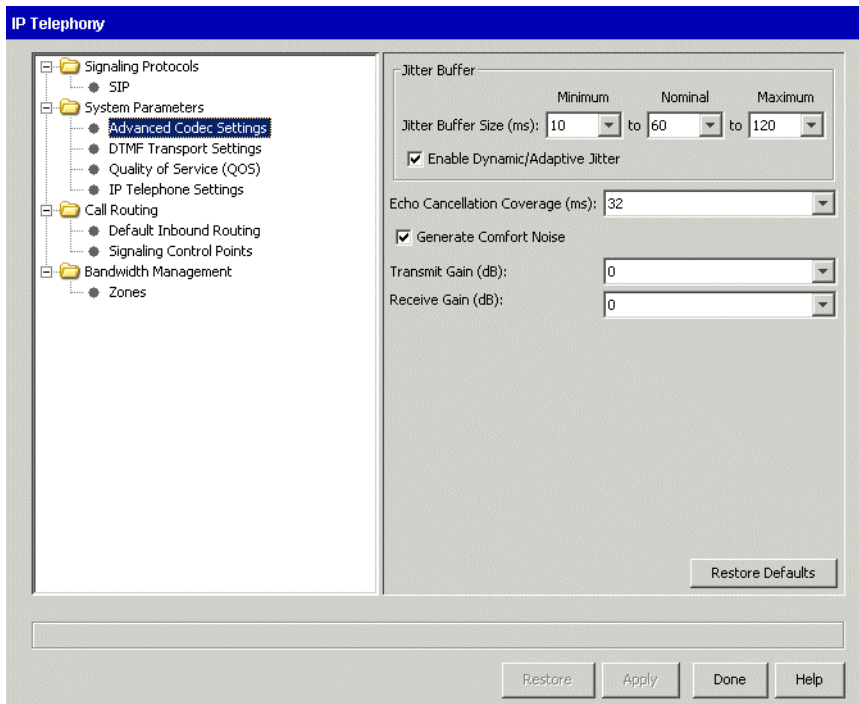 IP Telephony
Signaling Protocols
SIP
System Parameters
Advanced Codec Settings
DTMF Transport Settings
Quality of Service (QOS)
IP Telephone Settings
Call Routing
Default Inbound Routing
Signaling Control Points
Bandwidth Management
Zones
Jitter Buffer
Minimum Nominal Maximum
Jitter Buffer Size (ms): 10 to 60 to 120
Enable Dynamic/Adaptive Jitter
Echo Cancellation Coverage (ms): 32
Generate Comfort Noise
Transmit Gain (dB): 0
Receive Gain (dB): 0
Restore Defaults
Restore Apply Done Help